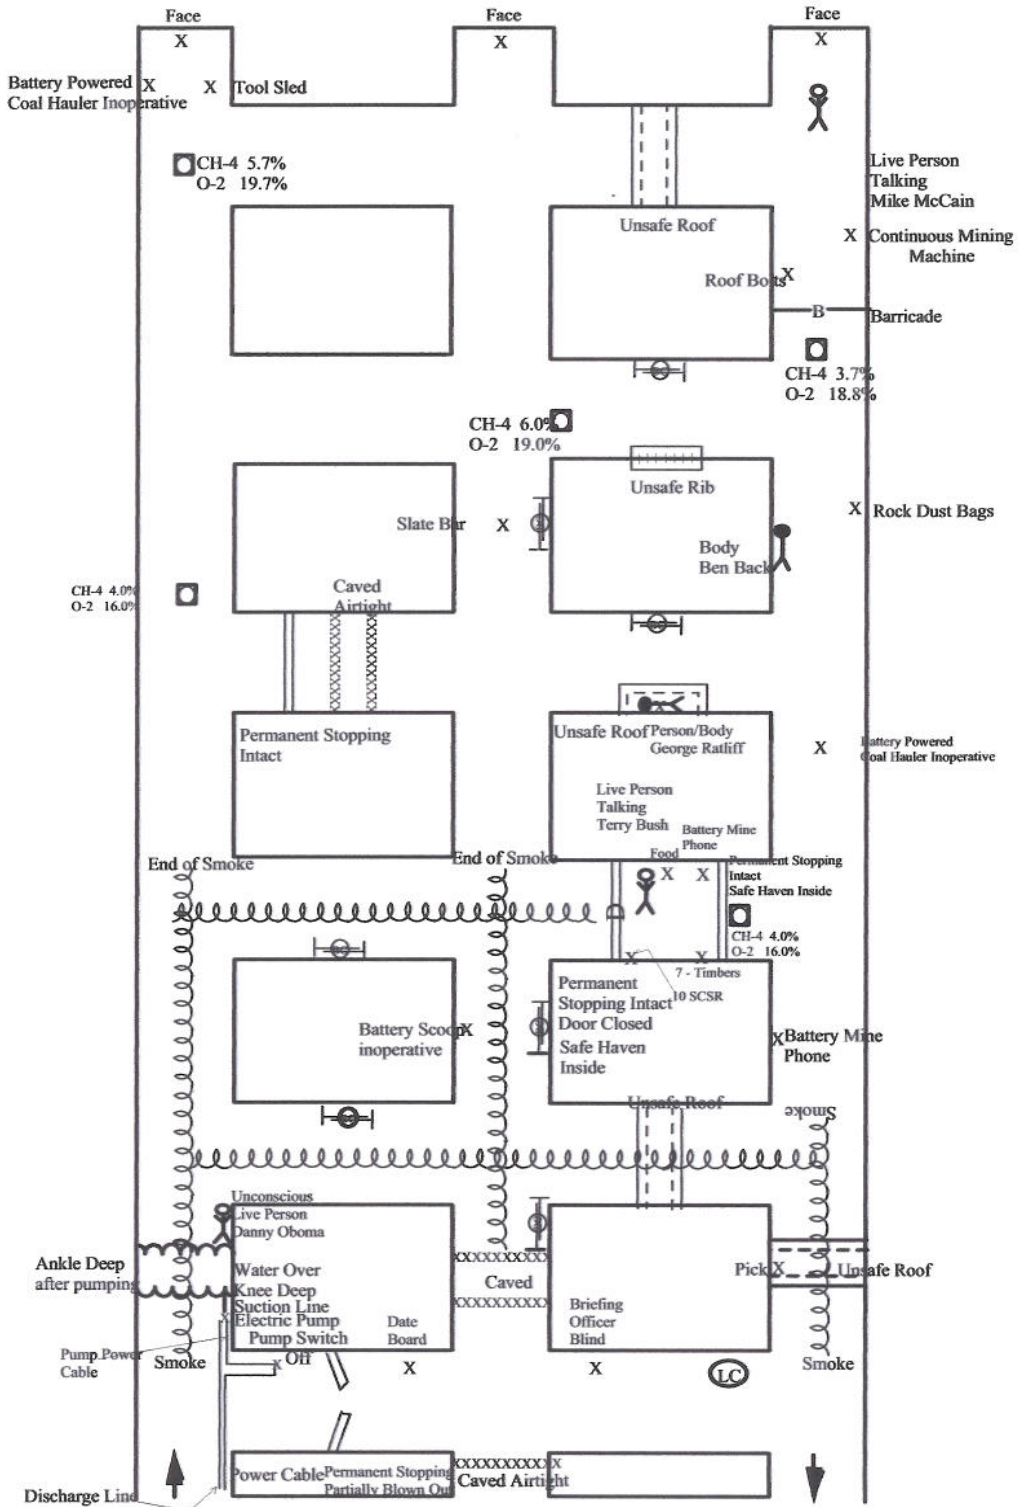 Face
Face
Face
X
X
X
Battery Powered
Coal Hauler Inoperative
X
X
Tool Sled
CH-4 5.7%
O-2 19.7%
Live Person
Talking
Mike McCain
X
Continuous Mining
Machine
Unsafe Roof
Roof Bolts
X
B
Barricade
CH-4 3.7%
O-2 18.8%
CH-4 6.0%
O-2 19.0%
Unsafe Rib
Slate Bar
X
X
Rock Dust Bags
Body
Ben Back
CH-4 4.0%
O-2 16.0%
Caved
Airtight
Permanent Stopping
Intact
Unsafe Roof
Person/Body
George Ratliff
X
Battery Powered
Coal Hauler Inoperative
Live Person
Talking
Terry Bush
Battery Mine
Phone
Food
X
X
End of Smoke
End of Smoke
Permanent Stopping
Intact
Safe Haven Inside
D
CH-4 4.0%
O-2 16.0%
X
X
7 - Timbers
10 SCSR
Permanent
Stopping Intact
Door Closed
Safe Haven
Inside
Battery Scoop
inoperative
X
X
Battery Mine
Phone
Unsafe Roof
Smoke
Unconscious
Live Person
Danny Oboma
Ankle Deep
after pumping
Water Over
Knee Deep
Suction Line
Electric Pump
Pump Switch
Off
X
X
Date
Board
X
XXXXXXXXXX
Caved
XXXXXXXXXX
Briefing
Officer
Blind
X
Pick
X
Unsafe Roof
LC
Pump Power
Cable
Smoke
Smoke
Power Cable
Permanent Stopping
Partially Blown Out
XXXXXXXXXXX
Caved Airtight
Discharge Line